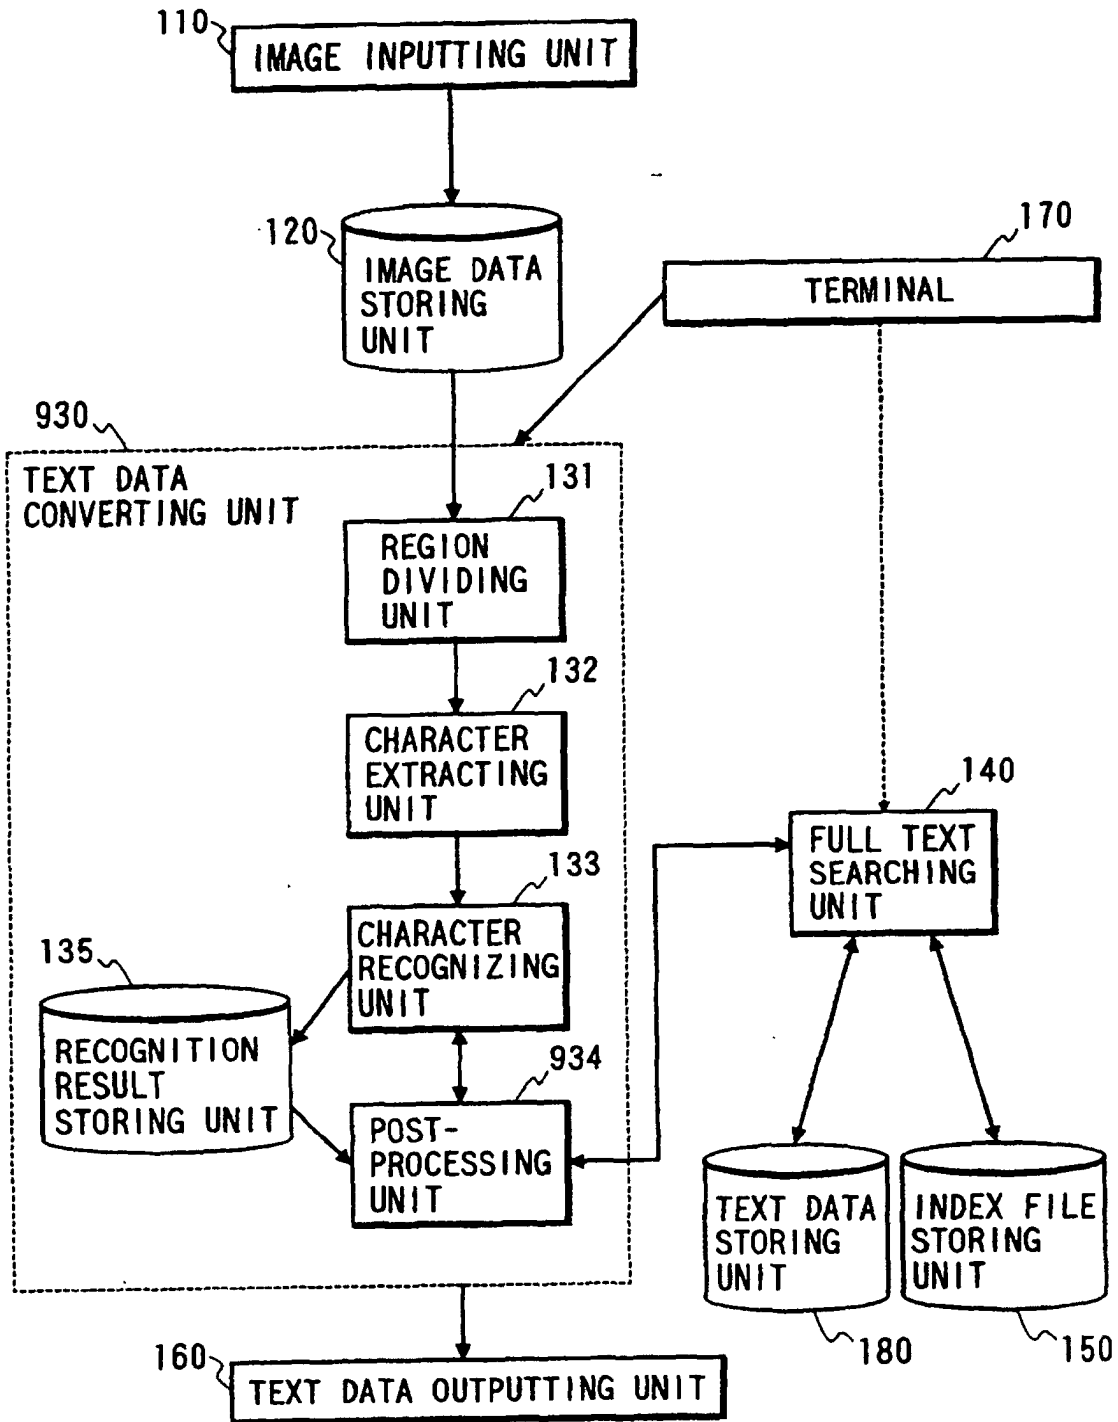 110
IMAGE INPUTTING UNIT
120
IMAGE DATA
STORING
UNIT
170
TERMINAL
930
TEXT DATA
CONVERTING UNIT
131
REGION
DIVIDING
UNIT
132
CHARACTER
EXTRACTING
UNIT
140
FULL TEXT
SEARCHING
UNIT
133
CHARACTER
RECOGNIZING
UNIT
135
RECOGNITION
RESULT
STORING UNIT
934
POST-
PROCESSING
UNIT
TEXT DATA
STORING
UNIT
180
INDEX FILE
STORING
UNIT
150
160
TEXT DATA OUTPUTTING UNIT